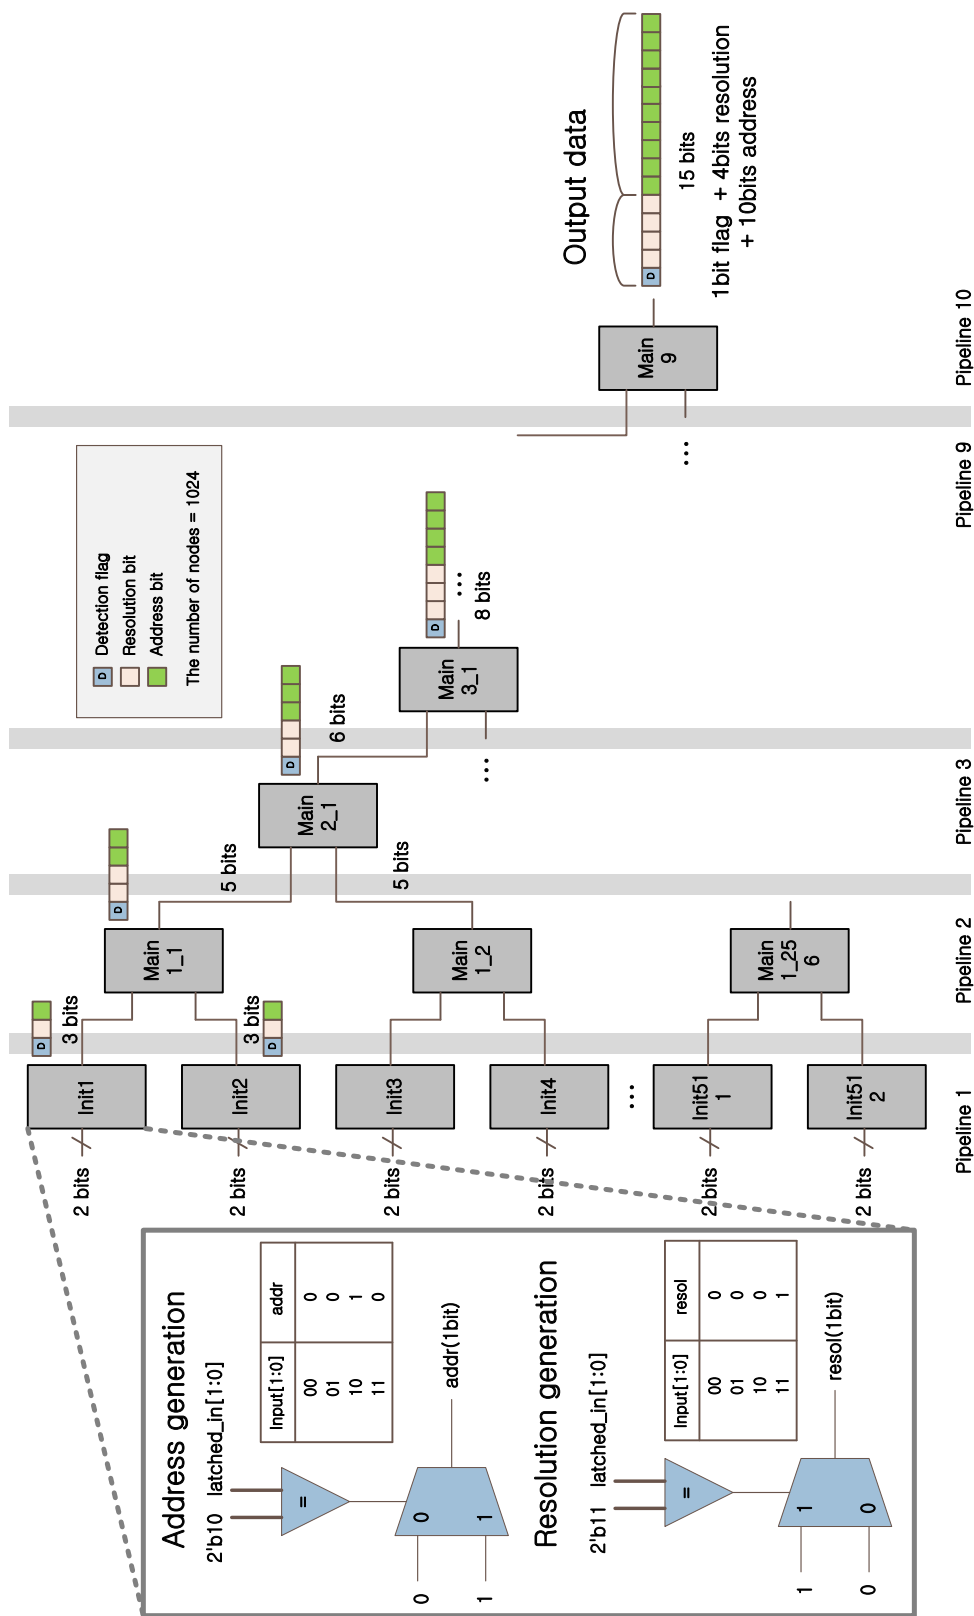 Address generation
2'b10 latched_in[1:0]
=
0
1
0
1
addr(1bit)
Input[1:0] addr
00 0
01 0
10 1
11 0
Resolution generation
2'b11 latched_in[1:0]
=
1
0
1
0
resol(1bit)
Input[1:0] resol
00 0
01 0
10 0
11 1
2 bits
2 bits
2 bits
2 bits
2 bits
2 bits
Init1
Init2
Init3
Init4
...
Init51
1
Init51
2
Pipeline 1
D
3 bits
3 bits
D
Main
1_1
Main
1_2
Main
1_25
6
Pipeline 2
D
5 bits
5 bits
Main
2_1
D
6 bits
...
Pipeline 3
Main
3_1
D
8 bits
...
D Detection flag
Resolution bit
Address bit
The number of nodes = 1024
...
Pipeline 9
Main
9
Pipeline 10
Output data
D
15 bits
1bit flag + 4bits resolution
+ 10bits address